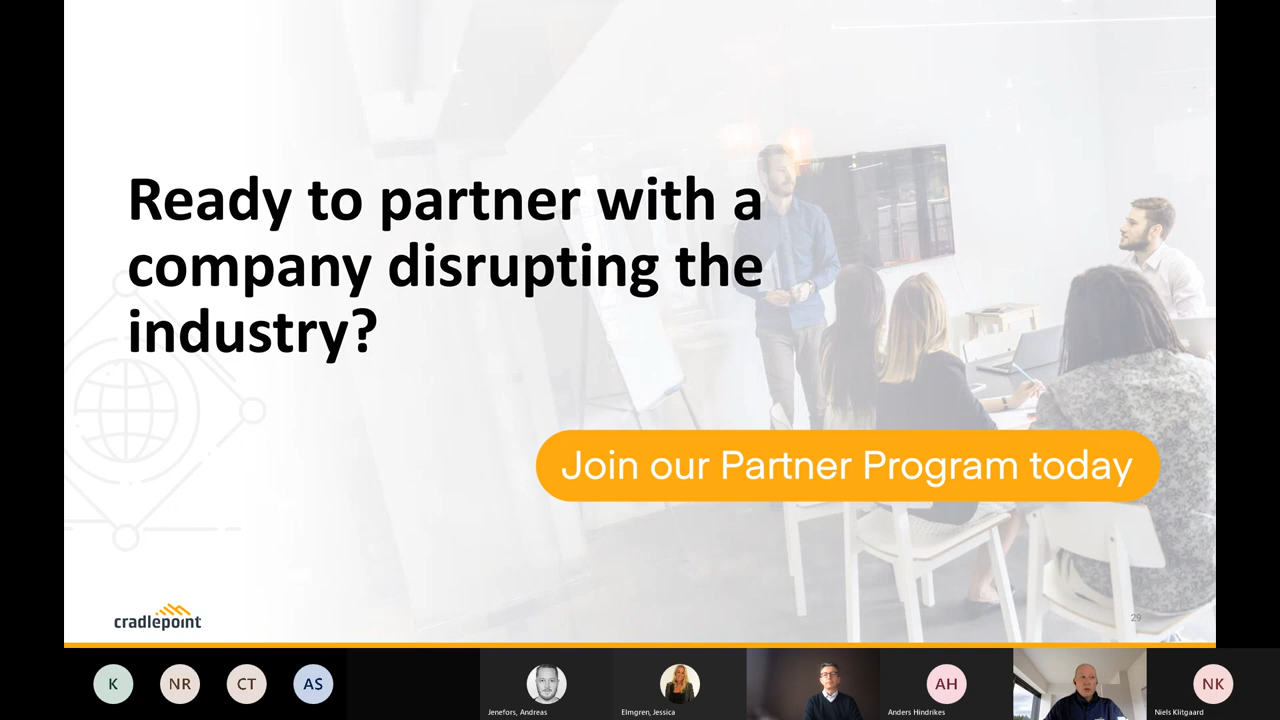 Ready to partner with a
company disrupting the
industry?
Join our Partner Program today
cradlepoint
29
K
NR
CT
AS
Jenefors, Andreas
Elmgren, Jessica
AH
Anders Hindrikes
NK
Niels Klitgaard